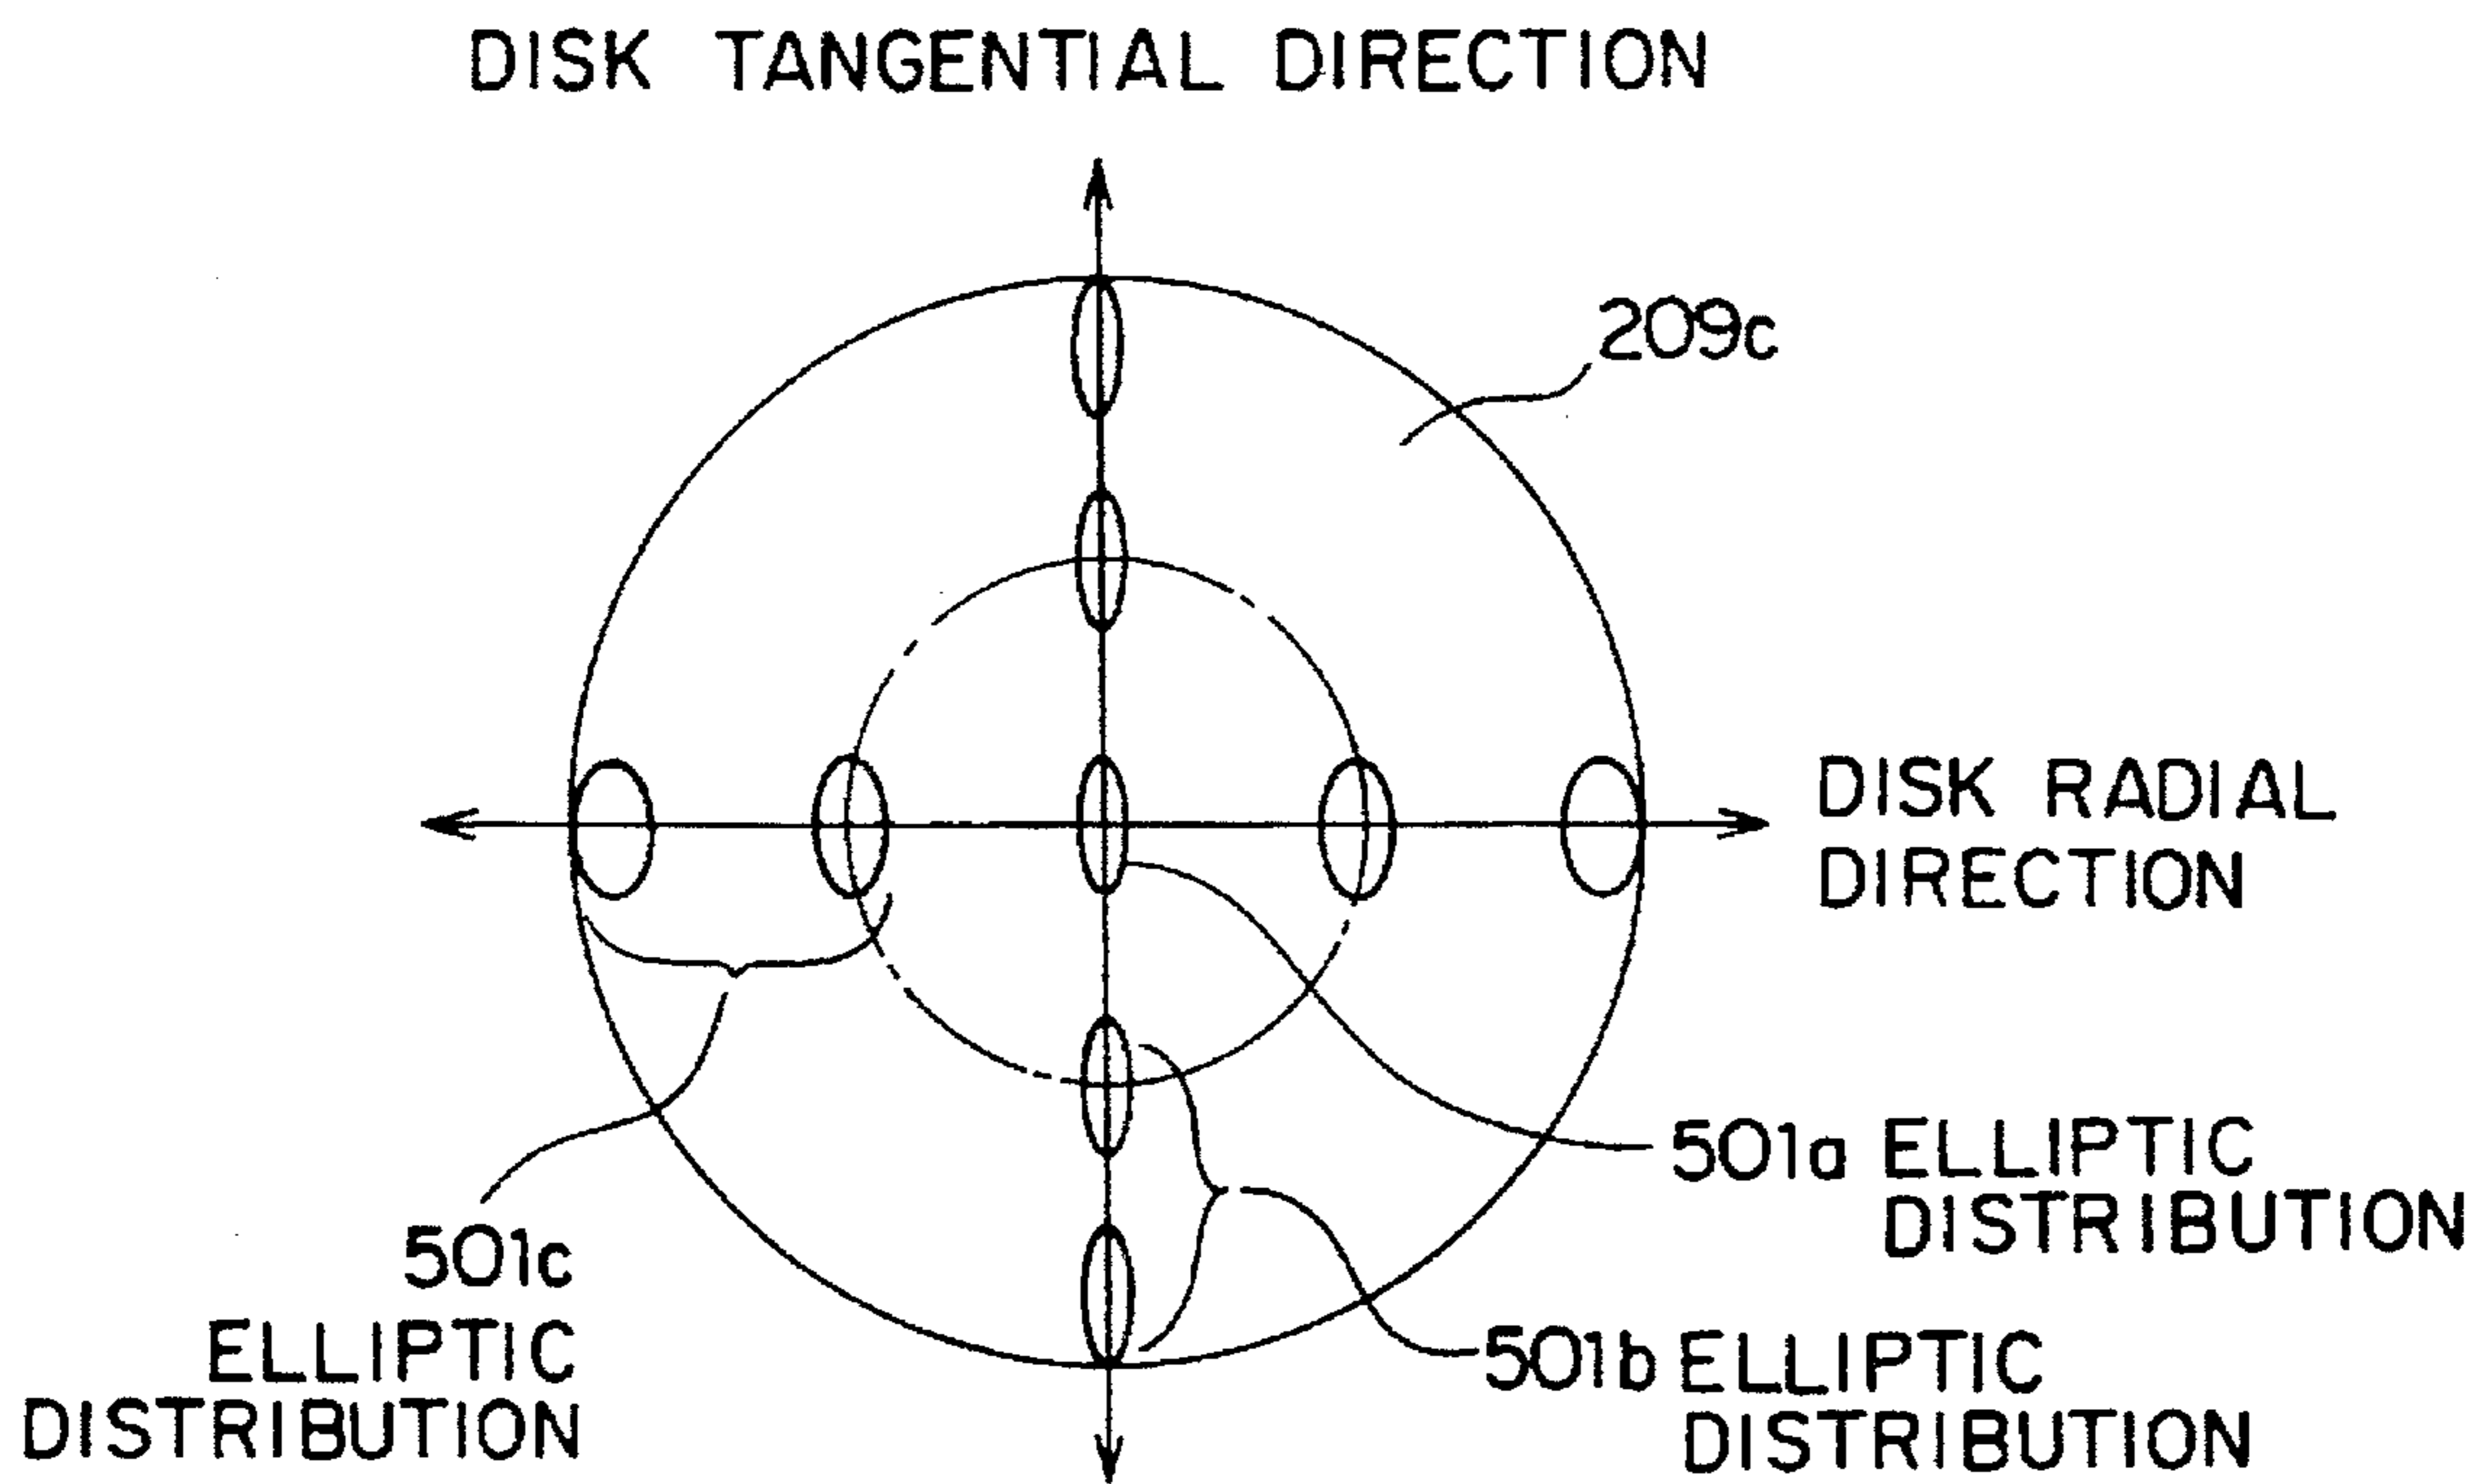 DISK TANGENTIAL DIRECTION
209c
DISK RADIAL
DIRECTION
501a ELLIPTIC
DISTRIBUTION
501c
ELLIPTIC
DISTRIBUTION
501b ELLIPTIC
DISTRIBUTION